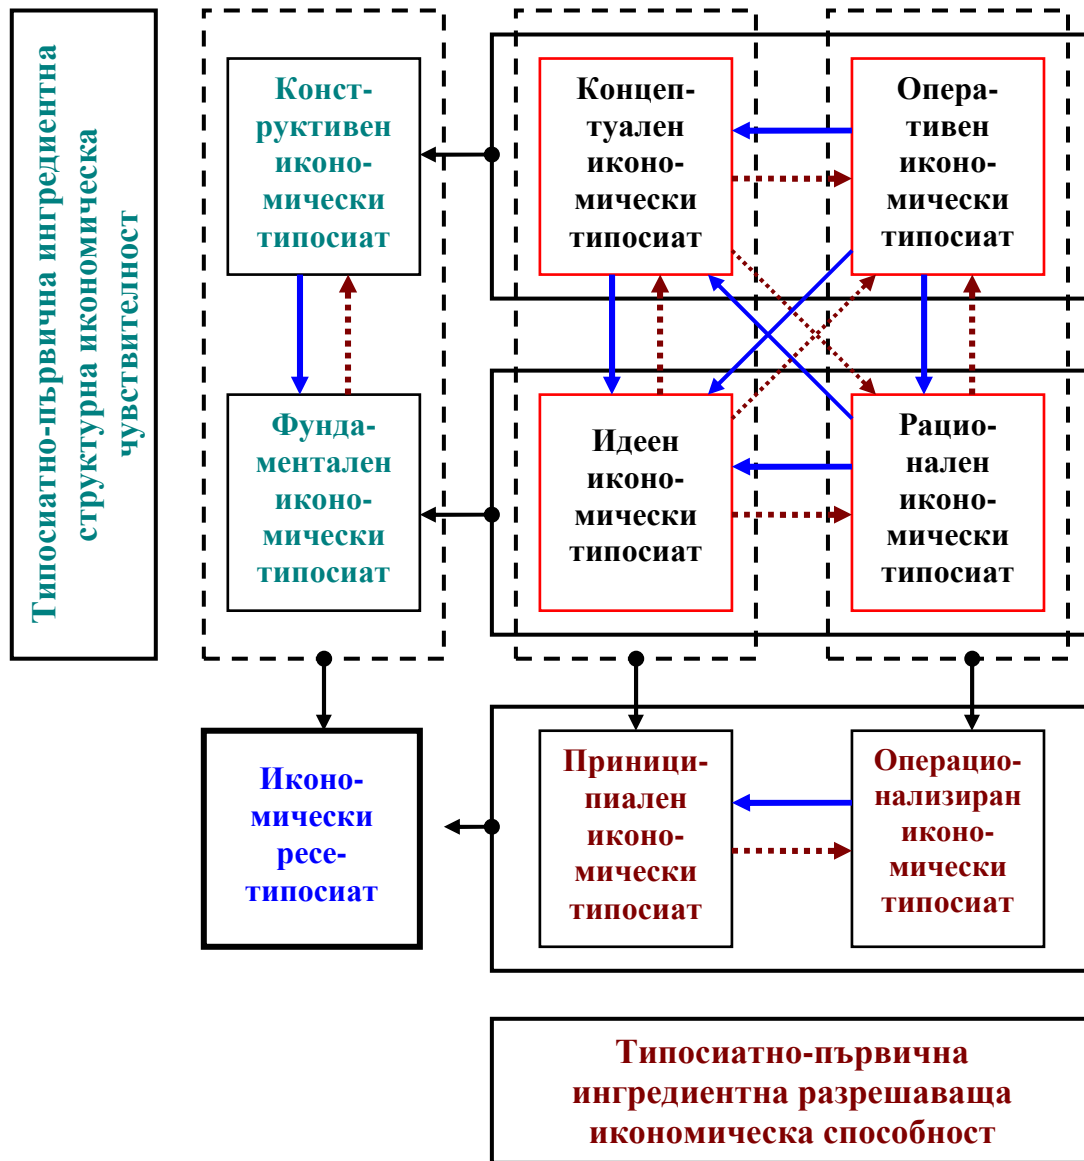 Типосиатно-първична ингредиентна
структурна икономическа
чувствителност
Конст-
руктивен
иконо-
мически
типосиат
Концеп-
туален
иконо-
мически
типосиат
Опера-
тивен
иконо-
мически
типосиат
Фунда-
ментален
иконо-
мически
типосиат
Идеен
иконо-
мически
типосиат
Рацио-
нален
иконо-
мически
типосиат
Иконо-
мически
ресе-
типосиат
Приници-
пиален
иконо-
мически
типосиат
Операцио-
нализиран
иконо-
мически
типосиат
Типосиатно-първична
ингредиентна разрешаваща
икономическа способност